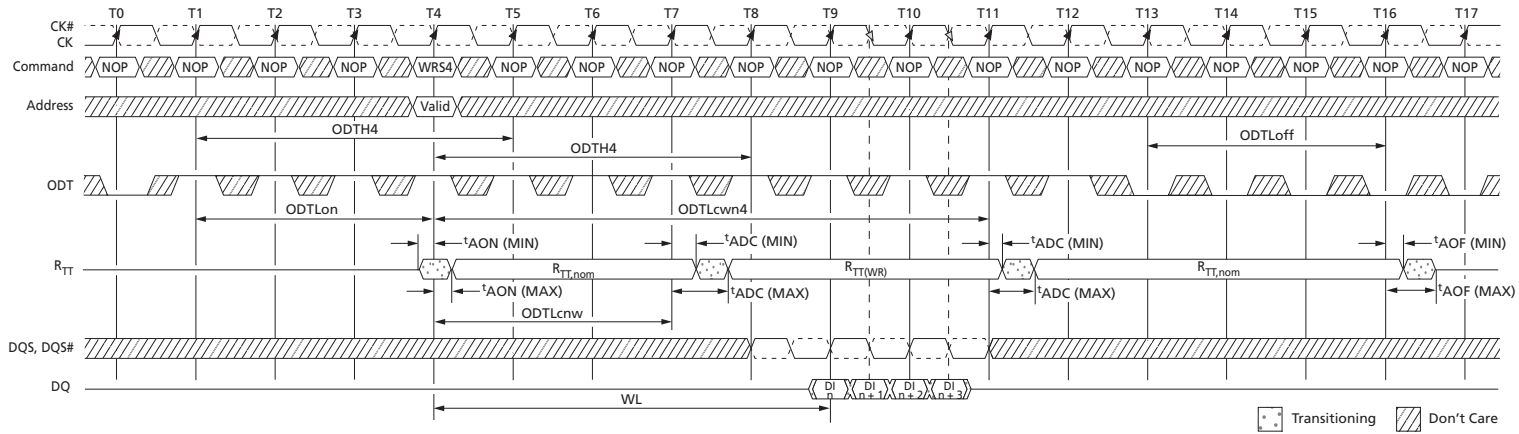 T0 T1 T2 T3 T4 T5 T6 T7 T8 T9 T10 T11 T12 T13 T14 T15 T16 T17
CK#
CK
Command NOP NOP NOP NOP WRS4 NOP NOP NOP NOP NOP NOP NOP NOP NOP NOP NOP NOP NOP
Address Valid
ODTH4 ODTLoff
ODTH4
ODT
ODTLon ODTLcwn4
tAON (MIN) tADC (MIN) tADC (MIN) tAOF (MIN)
RTT RTT,nom RTT(WR) RTT,nom
tAON (MAX) tADC (MAX) tADC (MAX) tAOF (MAX)
ODTLcnw
DQS, DQS#
DQ DI n DI n + 1 DI n + 2 DI n + 3
WL
Transitioning Don't Care